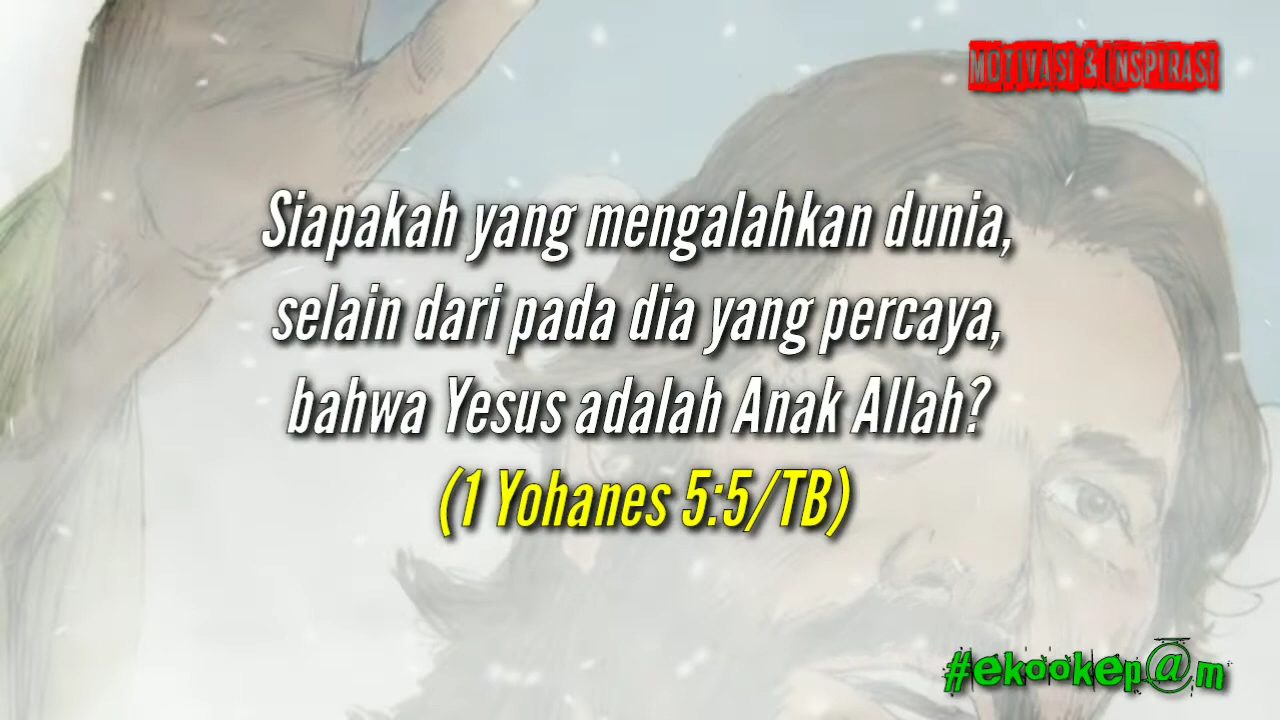 MOTIVASI & INSPIRASI
Siapakah yang mengalahkan dunia,
selain dari pada dia yang percaya,
bahwa Yesus adalah Anak Allah?
(1 Yohanes 5:5/TB)
#ekookep@m